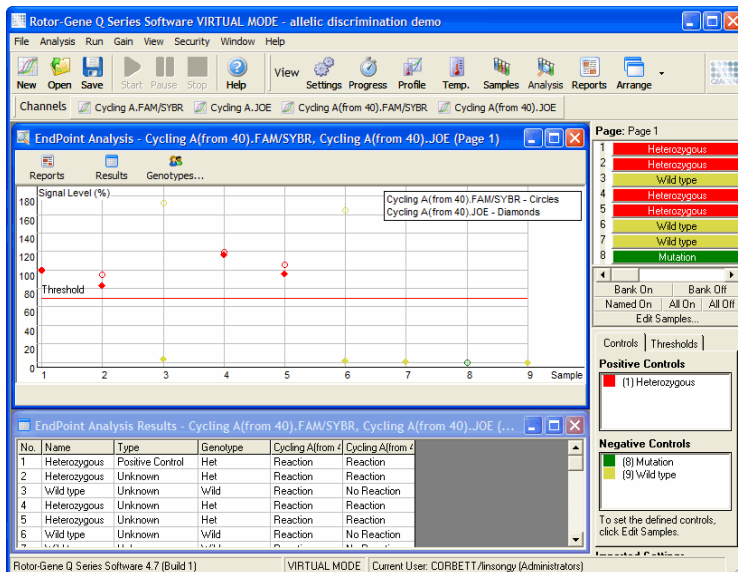 Rotor-Gene Q Series Software VIRTUAL MODE - allelic discrimination demo
File Analysis Run Gain View Security Window Help
New Open Save Start Pause Stop Help View Settings Progress Profile Temp. Samples Analysis Reports Arrange
Channels Cycling A.FAM/SYBR Cycling A.JOE Cycling A(from 40).FAM/SYBR Cycling A(from 40).JOE
EndPoint Analysis - Cycling A(from 40).FAM/SYBR, Cycling A(from 40).JOE (Page 1)
Reports Results Genotypes...
Signal Level (%)
Cycling A(from 40).FAM/SYBR - Circles
Cycling A(from 40).JOE - Diamonds
180
160
140
120
100
80
60
40
20
0
Threshold
1 2 3 4 5 6 7 8 9 Sample
EndPoint Analysis Results - Cycling A(from 40).FAM/SYBR, Cycling A(from 40).JOE (...
No. Name Type Genotype Cycling A(from 4 Cycling A(from 4
1 Heterozygous Positive Control Het Reaction Reaction
2 Heterozygous Unknown Het Reaction Reaction
3 Wild type Unknown Wild Reaction No Reaction
4 Heterozygous Unknown Het Reaction Reaction
5 Heterozygous Unknown Het Reaction Reaction
6 Wild type Unknown Wild Reaction No Reaction
Page: Page 1
1 Heterozygous
2 Heterozygous
3 Wild type
4 Heterozygous
5 Heterozygous
6 Wild type
7 Wild type
8 Mutation
Bank On Bank Off
Named On All On All Off
Edit Samples...
Controls Thresholds
Positive Controls
(1) Heterozygous
Negative Controls
(8) Mutation
(9) Wild type
To set the defined controls,
click Edit Samples.
Imported Settings
Rotor-Gene Q Series Software 4.7 (Build 1) VIRTUAL MODE Current User: CORBETT/linsongy (Administrators)